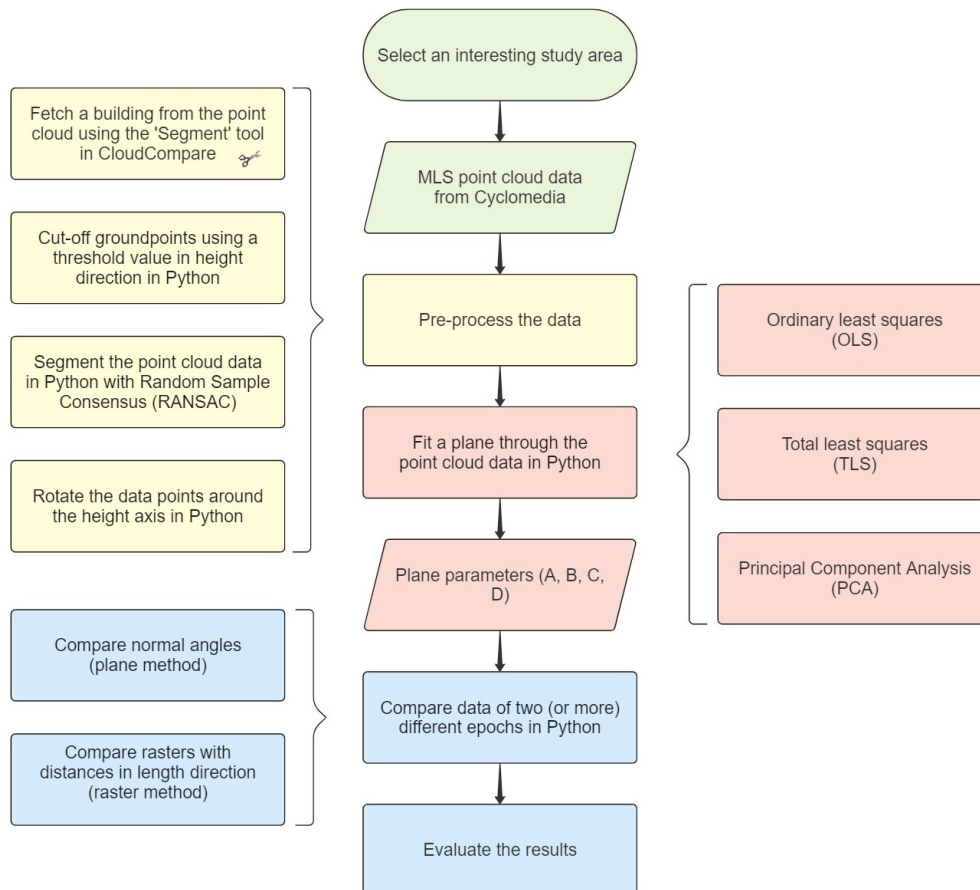 Select an interesting study area
Fetch a building from the point
cloud using the 'Segment' tool
in CloudCompare
MLS point cloud data
from Cyclomedia
Cut-off groundpoints using a
threshold value in height
direction in Python
Pre-process the data
Ordinary least squares
(OLS)
Segment the point cloud data
in Python with Random Sample
Consensus (RANSAC)
Fit a plane through the
point cloud data in Python
Total least squares
(TLS)
Rotate the data points around
the height axis in Python
Plane parameters (A, B, C,
D)
Principal Component Analysis
(PCA)
Compare normal angles
(plane method)
Compare data of two (or more)
different epochs in Python
Compare rasters with
distances in length direction
(raster method)
Evaluate the results